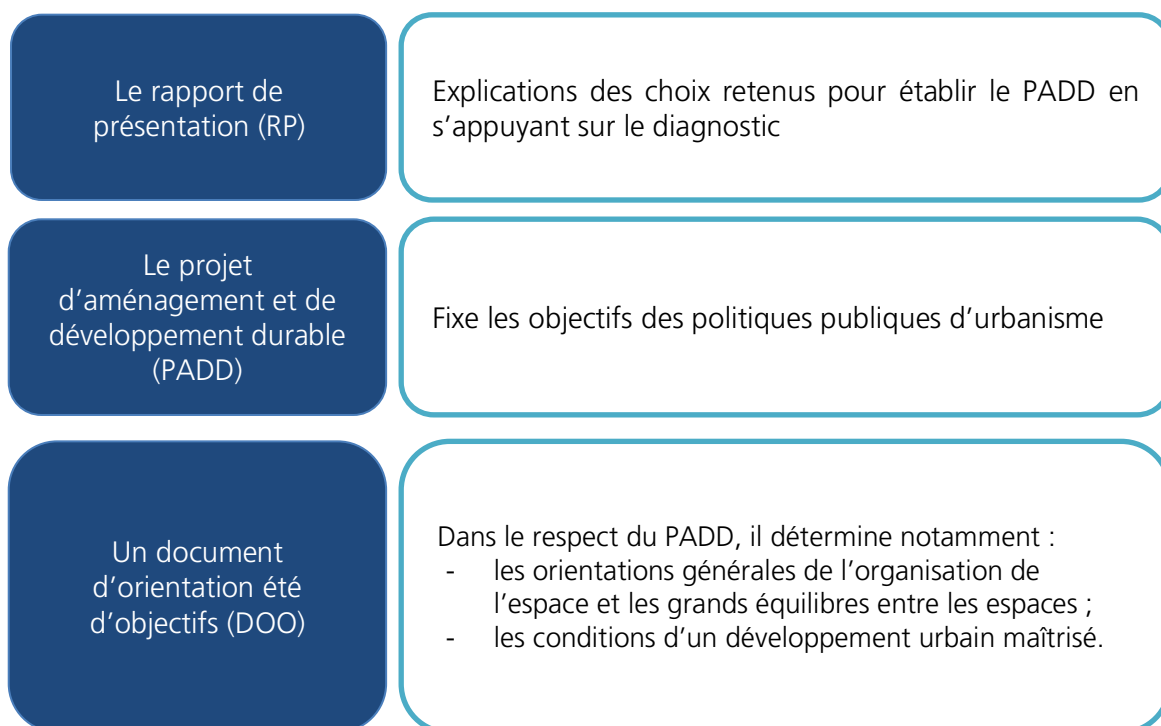 Le rapport de
présentation (RP)
Explications des choix retenus pour établir le PADD en
s’appuyant sur le diagnostic
Le projet
d’aménagement et de
développement durable
(PADD)
Fixe les objectifs des politiques publiques d’urbanisme
Un document
d’orientation été
d’objectifs (DOO)
Dans le respect du PADD, il détermine notamment :
- les orientations générales de l’organisation de
l’espace et les grands équilibres entre les espaces ;
- les conditions d’un développement urbain maîtrisé.